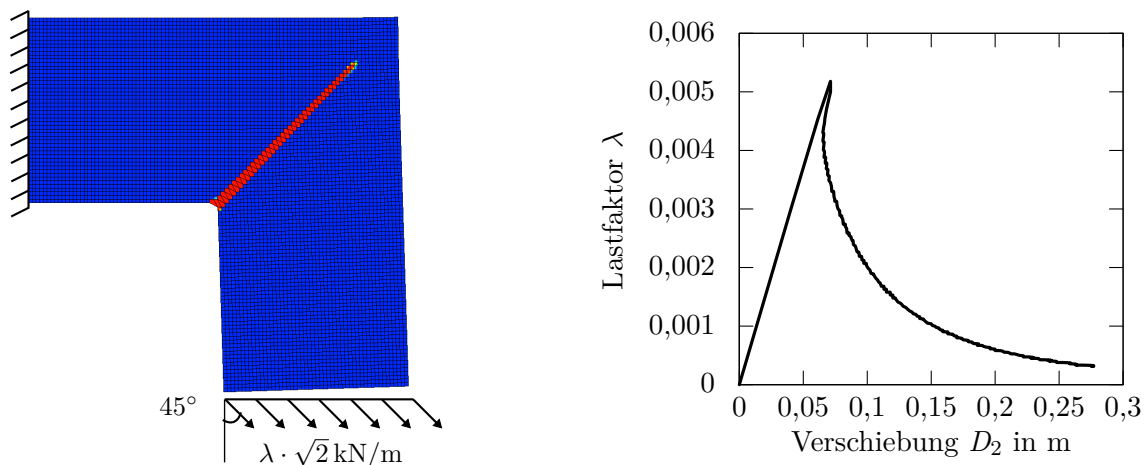 45°
λ · √2 kN/m
Lastfaktor λ
0,006
0,005
0,004
0,003
0,002
0,001
0
0 0,05 0,1 0,15 0,2 0,25 0,3
Verschiebung D₂ in m